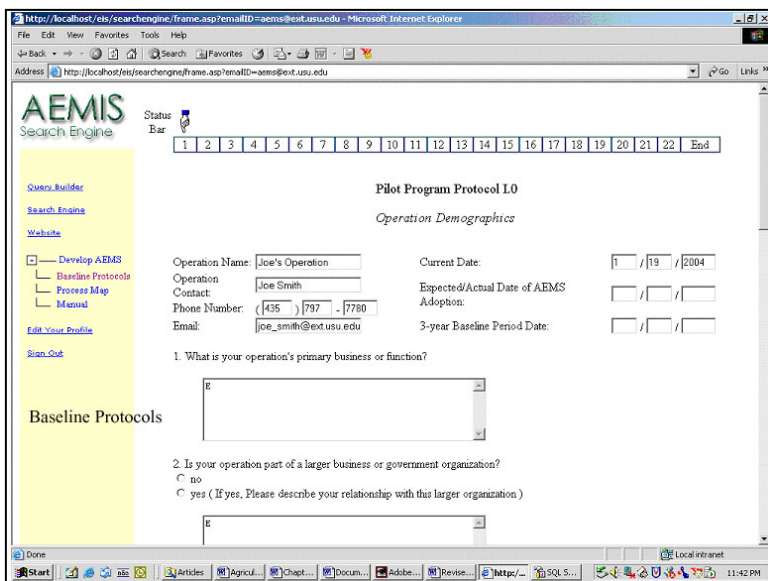 http://localhost/eis/searchengine/frame.asp?emailID=aems@ext.usu.edu - Microsoft Internet Explorer
File Edit View Favorites Tools Help
Back Search Favorites
Address http://localhost/eis/searchengine/frame.asp?emailID=aems@ext.usu.edu Go Links »
AEMIS
Search Engine
Status
Bar
1 2 3 4 5 6 7 8 9 10 11 12 13 14 15 16 17 18 19 20 21 22 End
Query Builder
Search Engine
Website
Develop AEMS
Baseline Protocols
Process Map
Manual
Edit Your Profile
Sign Out
Baseline Protocols
Pilot Program Protocol I.0
Operation Demographics
Operation Name: Joe's Operation
Operation
Contact: Joe Smith
Phone Number: ( 435 ) 797 - 7780
Email: joe_smith@ext.usu.edu
Current Date: 1 / 19 / 2004
Expected/Actual Date of AEMS
Adoption: / /
3-year Baseline Period Date: / /
1. What is your operation's primary business or function?
E
2. Is your operation part of a larger business or government organization?
no
yes ( If yes, Please describe your relationship with this larger organization )
E
Done Local intranet
Start Articles Agricul... Chapt... Docum... Adobe... Revise... http:/... SQL S... 11:42 PM